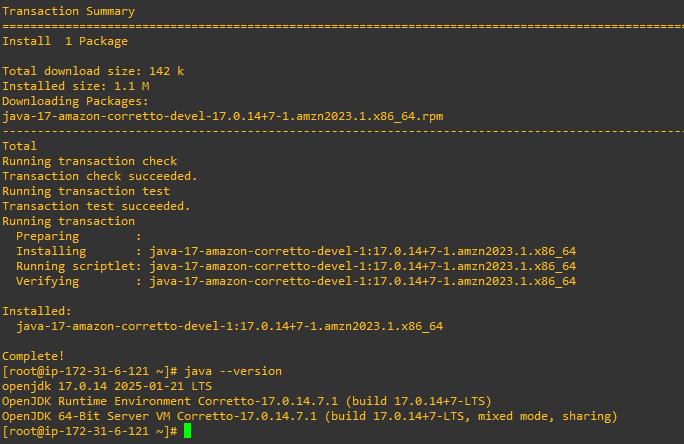 Transaction Summary
================================================================================================
Install  1 Package
Total download size: 142 k
Installed size: 1.1 M
Downloading Packages:
java-17-amazon-corretto-devel-17.0.14+7-1.amzn2023.1.x86_64.rpm
------------------------------------------------------------------------------------------------
Total
Running transaction check
Transaction check succeeded.
Running transaction test
Transaction test succeeded.
Running transaction
  Preparing        :
  Installing       : java-17-amazon-corretto-devel-1:17.0.14+7-1.amzn2023.1.x86_64
  Running scriptlet: java-17-amazon-corretto-devel-1:17.0.14+7-1.amzn2023.1.x86_64
  Verifying        : java-17-amazon-corretto-devel-1:17.0.14+7-1.amzn2023.1.x86_64
Installed:
  java-17-amazon-corretto-devel-1:17.0.14+7-1.amzn2023.1.x86_64
Complete!
[root@ip-172-31-6-121 ~]# java --version
openjdk 17.0.14 2025-01-21 LTS
OpenJDK Runtime Environment Corretto-17.0.14.7.1 (build 17.0.14+7-LTS)
OpenJDK 64-Bit Server VM Corretto-17.0.14.7.1 (build 17.0.14+7-LTS, mixed mode, sharing)
[root@ip-172-31-6-121 ~]#